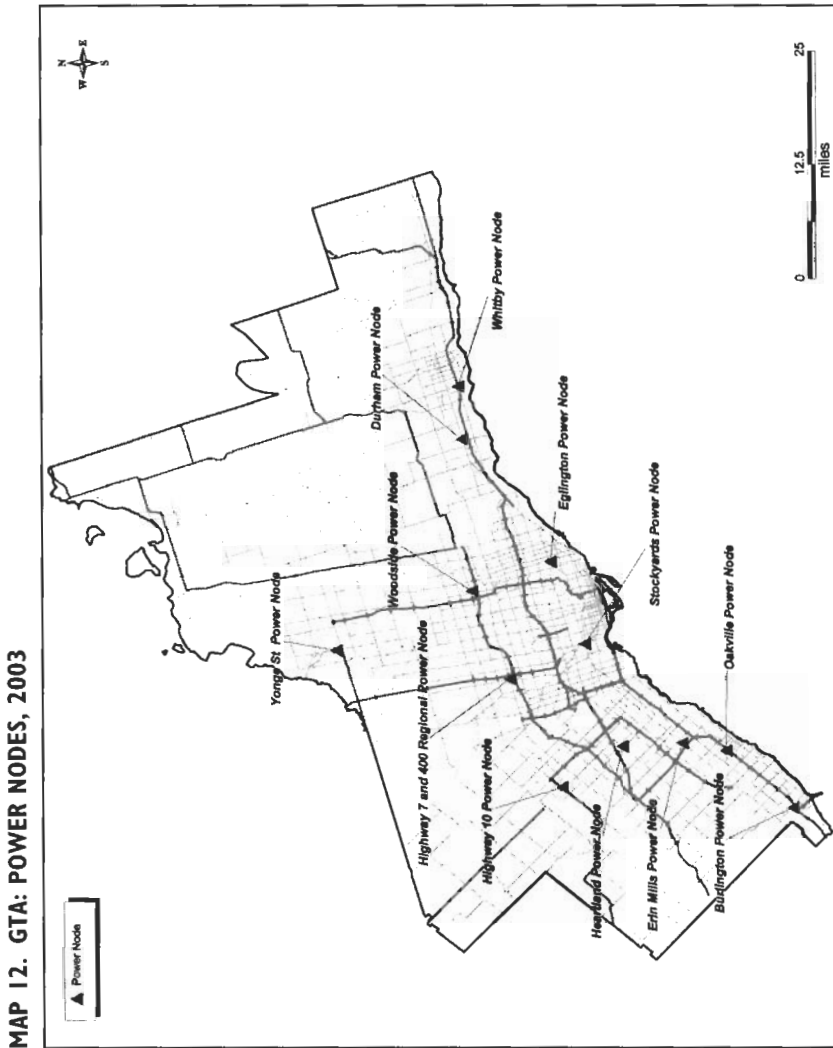 MAP 12. GTA: POWER NODES, 2003
Power Node
N
W E
S
Yonge St Power Node
Woodside Power Node
Durham Power Node
Whitby Power Node
Highway 7 and 400 Regional Power Node
Highway 10 Power Node
Eglington Power Node
Stockyards Power Node
Heartland Power Node
Erin Mills Power Node
Burlington Power Node
Oakville Power Node
0 12.5 25
miles